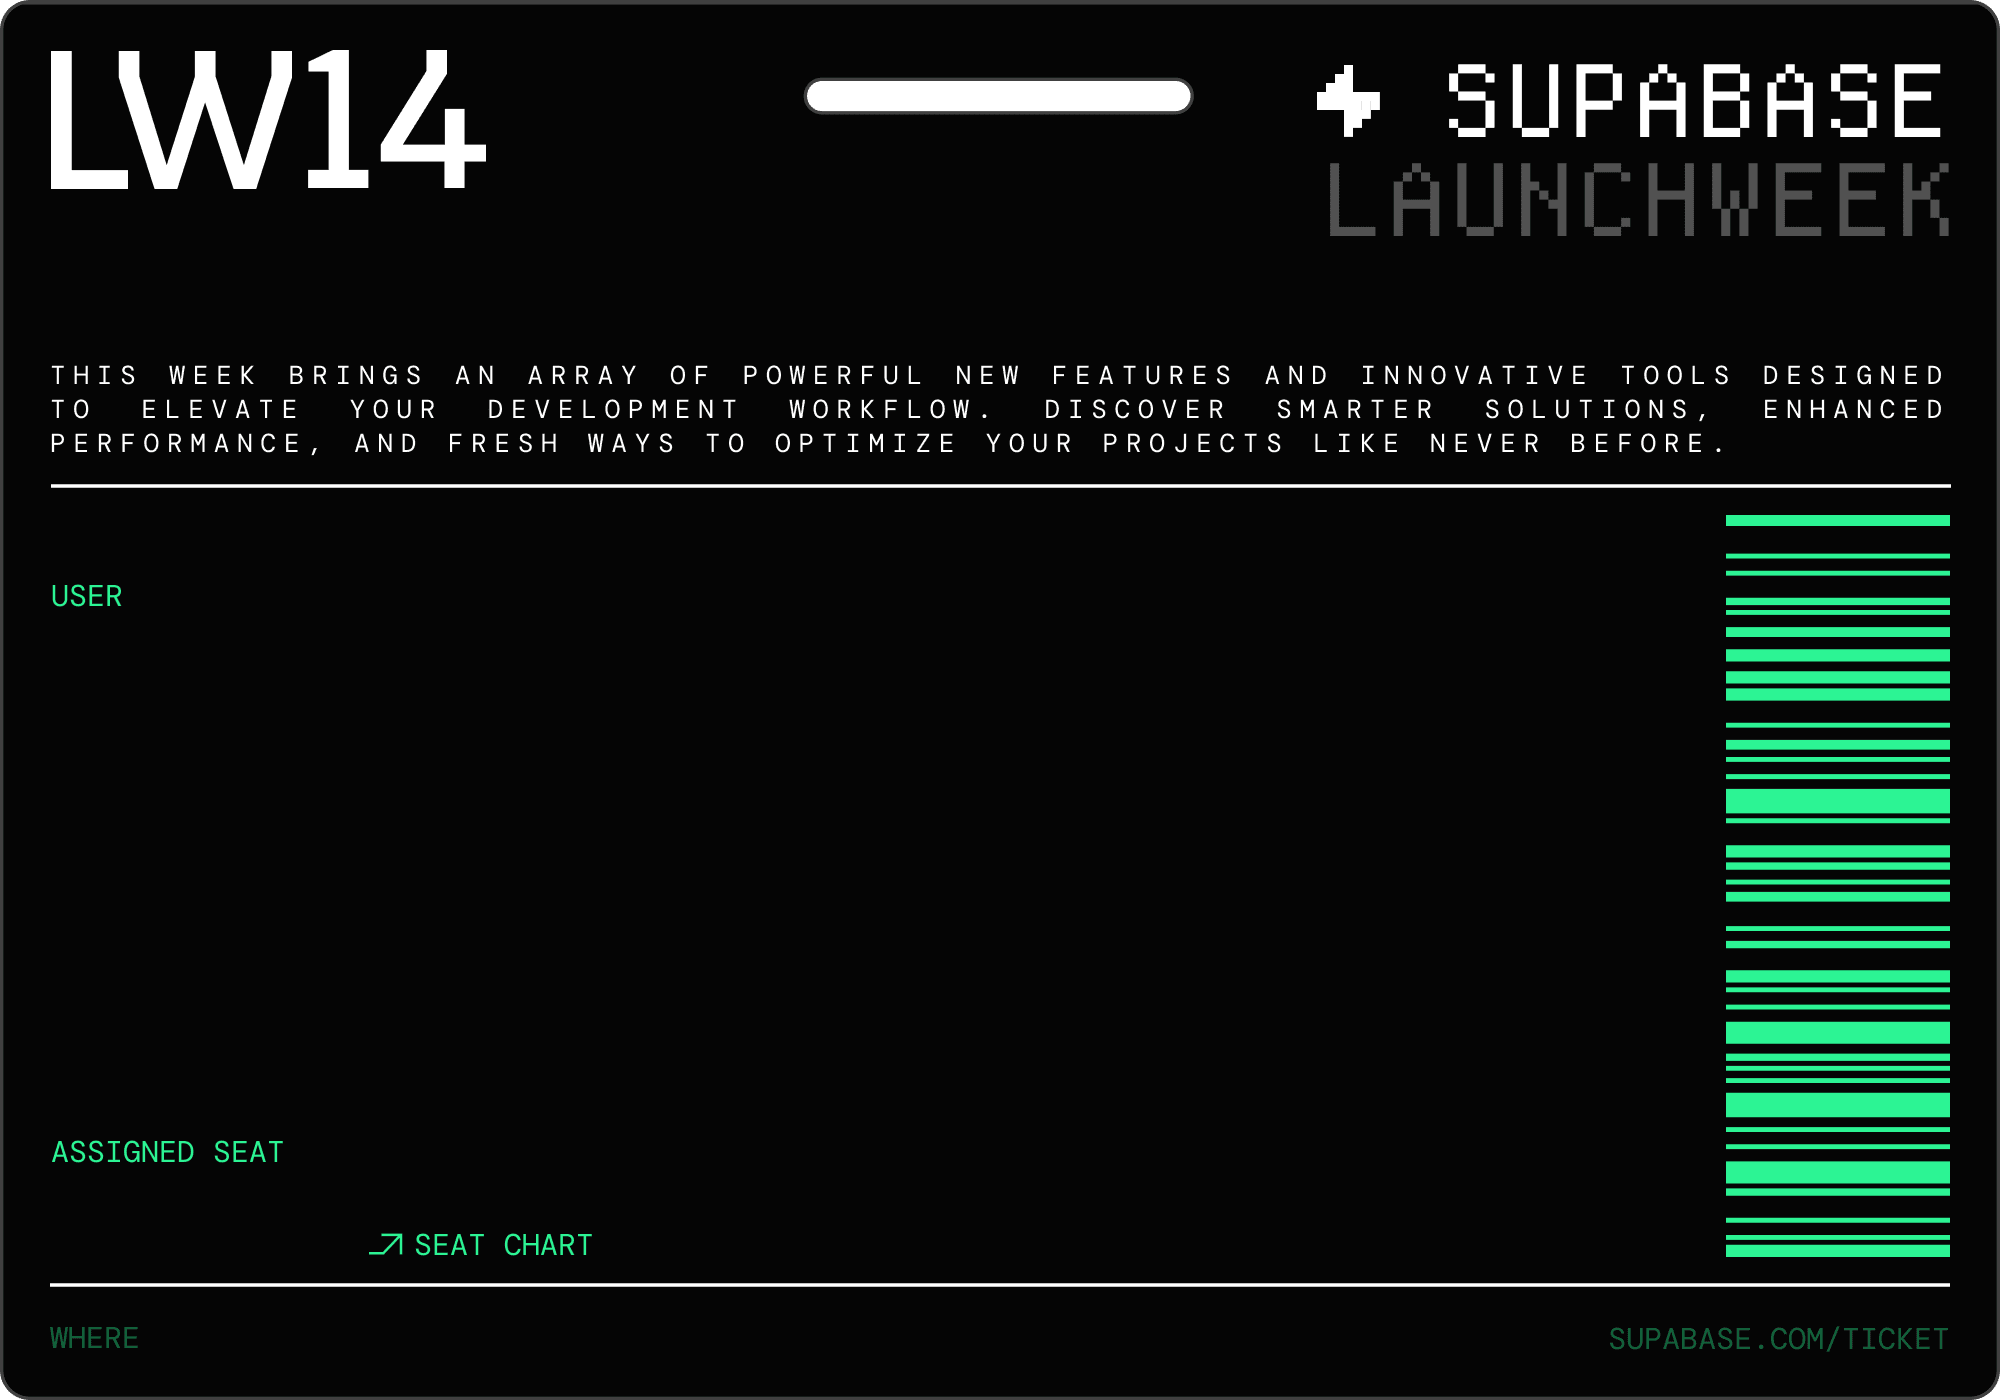 LW14
SUPABASE
LAUNCHWEEK
THIS WEEK BRINGS AN ARRAY OF POWERFUL NEW FEATURES AND INNOVATIVE TOOLS DESIGNED
TO ELEVATE YOUR DEVELOPMENT WORKFLOW. DISCOVER SMARTER SOLUTIONS, ENHANCED
PERFORMANCE, AND FRESH WAYS TO OPTIMIZE YOUR PROJECTS LIKE NEVER BEFORE.
USER
ASSIGNED SEAT
SEAT CHART
WHERE
SUPABASE.COM/TICKET